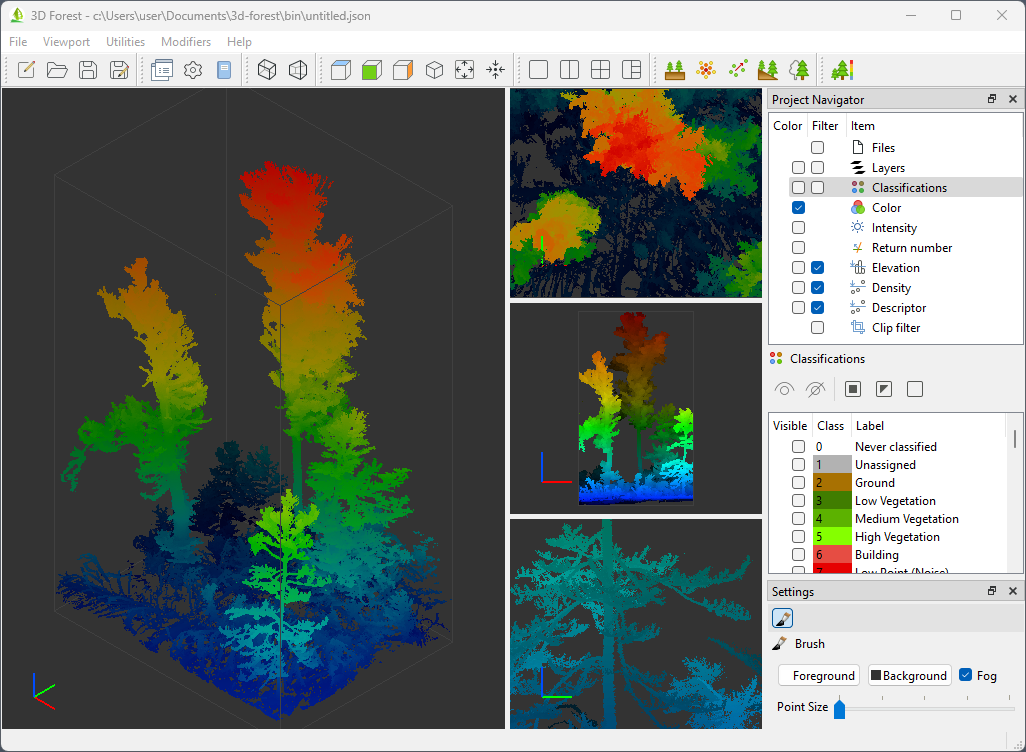 3D Forest - c:\Users\user\Documents\3d-forest\bin\untitled.json
File Viewport Utilities Modifiers Help
Project Navigator
Color Filter Item
Files
Layers
Classifications
Color
Intensity
Return number
Elevation
Density
Descriptor
Clip filter
Classifications
Visible Class Label
0 Never classified
1 Unassigned
2 Ground
3 Low Vegetation
4 Medium Vegetation
5 High Vegetation
6 Building
7 Low Point (Noise)
Settings
Brush
Foreground Background Fog
Point Size